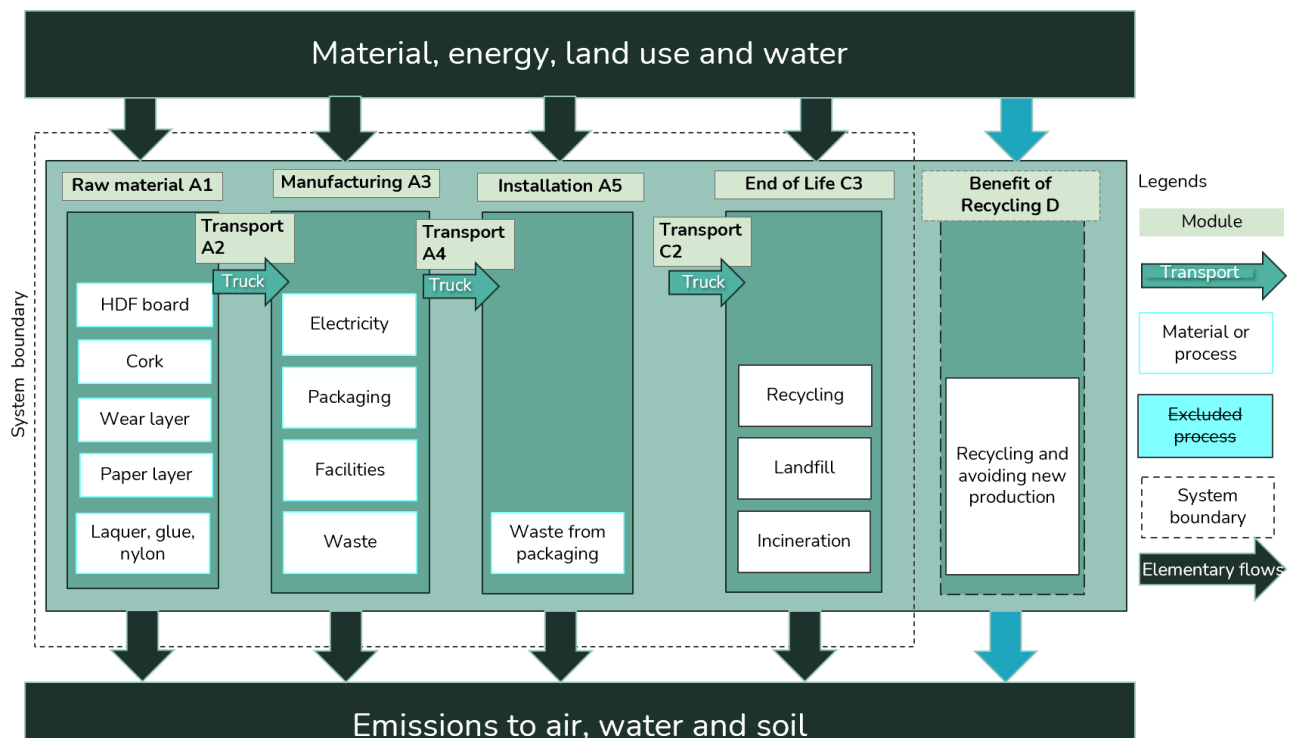 Material, energy, land use and water
Raw material A1
Manufacturing A3
Installation A5
End of Life C3
Benefit of
Recycling D
Transport
A2
Truck
Transport
A4
Truck
Transport
C2
Truck
HDF board
Cork
Wear layer
Paper layer
Laquer, glue,
nylon
Electricity
Packaging
Facilities
Waste
Waste from
packaging
Recycling
Landfill
Incineration
Recycling and
avoiding new
production
System boundary
Legends
Module
Transport
Material or
process
Excluded
process
System
boundary
Elementary flows
Emissions to air, water and soil